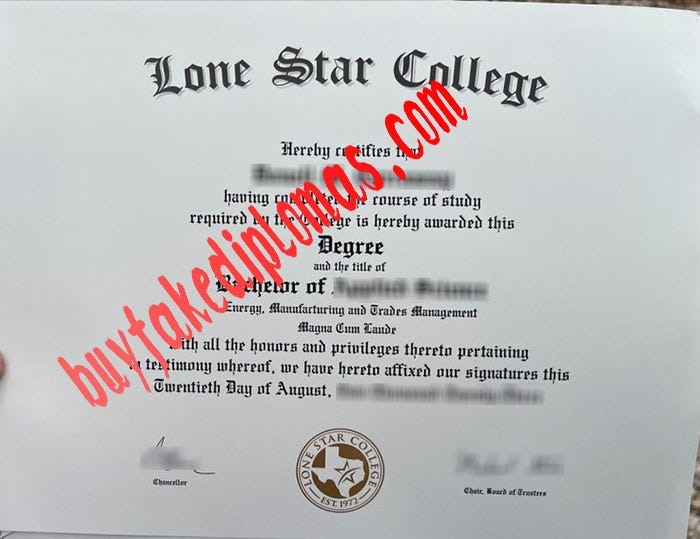 Lone Star College
Hereby certifies that
having completed the course of study
required by the College is hereby awarded this
Degree
and the title of
Bachelor of
Energy, Manufacturing and Trades Management
Magna Cum Laude
With all the honors and privileges thereto pertaining
in testimony whereof, we have hereto affixed our signatures this
Twentieth Day of August,
buyfakediplomas.com
LONE STAR COLLEGE
EST. 1972
Chancellor
Chair, Board of Trustees